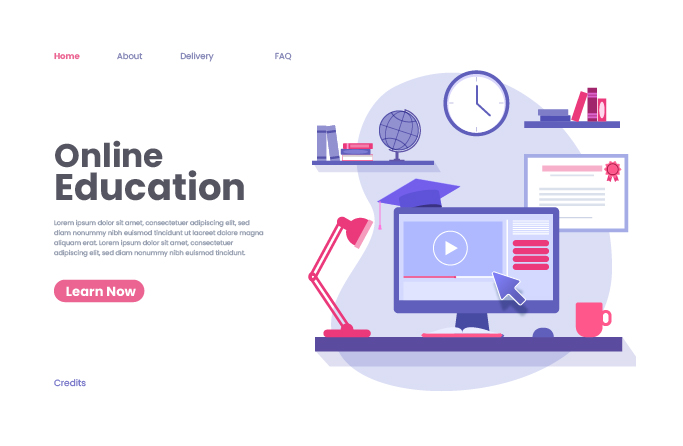 Home About Delivery FAQ
Online
Education
Lorem ipsum dolor sit amet, consectetuer adipiscing elit, sed
diam nonummy nibh euismod tincidunt ut laoreet dolore magna
aliquam erat. Lorem ipsum dolor sit amet, consectetuer
adipiscing elit, sed diam nonummy nibh euismod tincidunt.
Learn Now
Credits